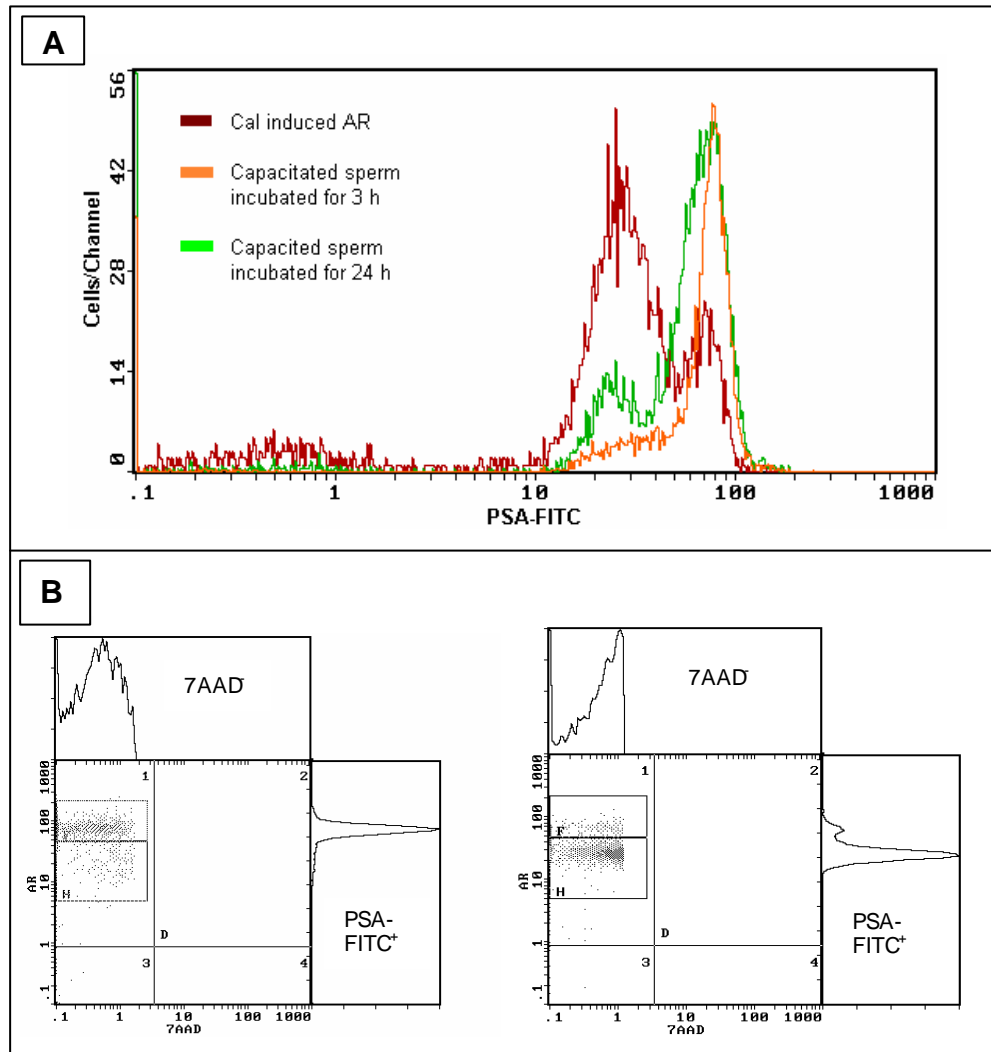 A
56
42
28
14
0
Cells/Channel
Cal induced AR
Capacitated sperm
incubated for 3 h
Capacited sperm
incubated for 24 h
.1 1 10 100 1000
PSA-FITC
B
7AAD-
1000
100
10
1
.1
AR
1 2
H
D
3 4
PSA-
FITC+
.1 1 10 100 1000
7AAD
7AAD-
1000
100
10
1
.1
AR
1 2
F
H
D
3 4
PSA-
FITC+
.1 1 10 100 1000
7AAD